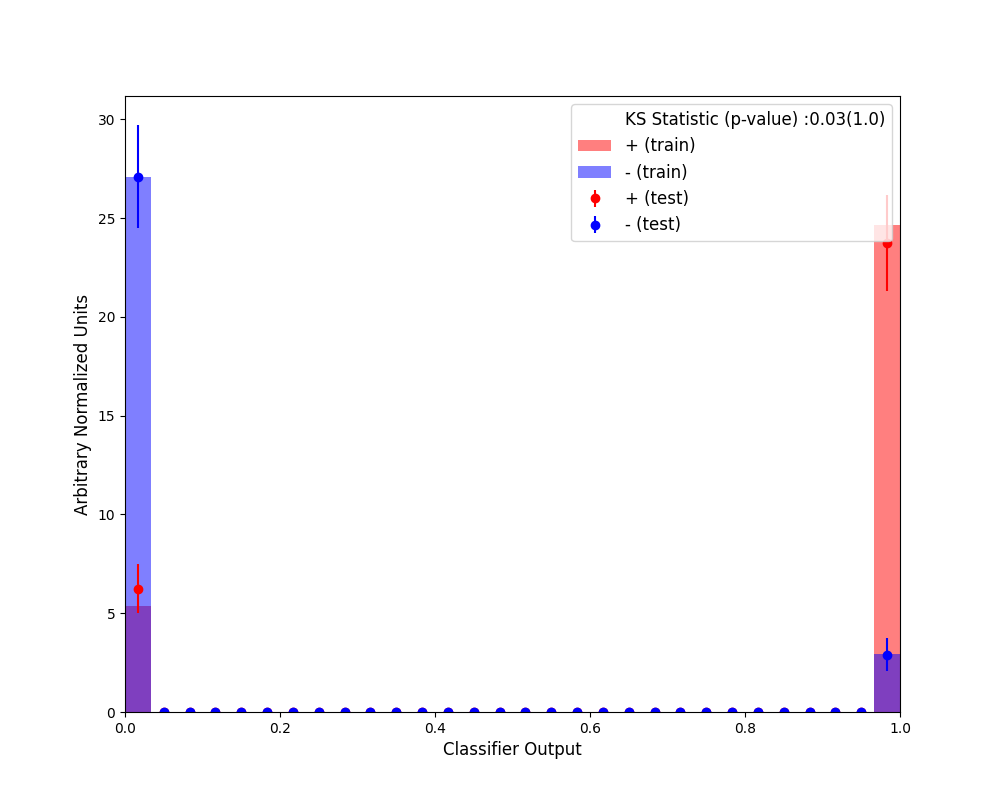 KS Statistic (p-value) :0.03(1.0)
+ (train)
- (train)
+ (test)
- (test)
Arbitrary Normalized Units
30
25
20
15
10
5
0
0.0 0.2 0.4 0.6 0.8 1.0
Classifier Output